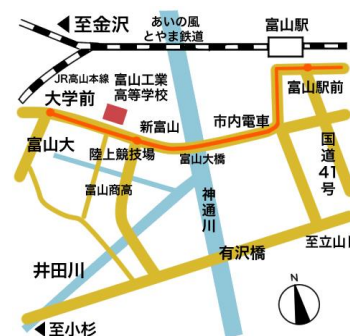 ◀至金沢
あいの風
とやま鉄道
富山駅
JR高山本線
富山工業
高等学校
大学前
富山駅前
新富山
市内電車
富山大
陸上競技場
富山大橋
国道41号
富山商高
神通川
有沢橋
至立山I
井田川
N
◀至小杉